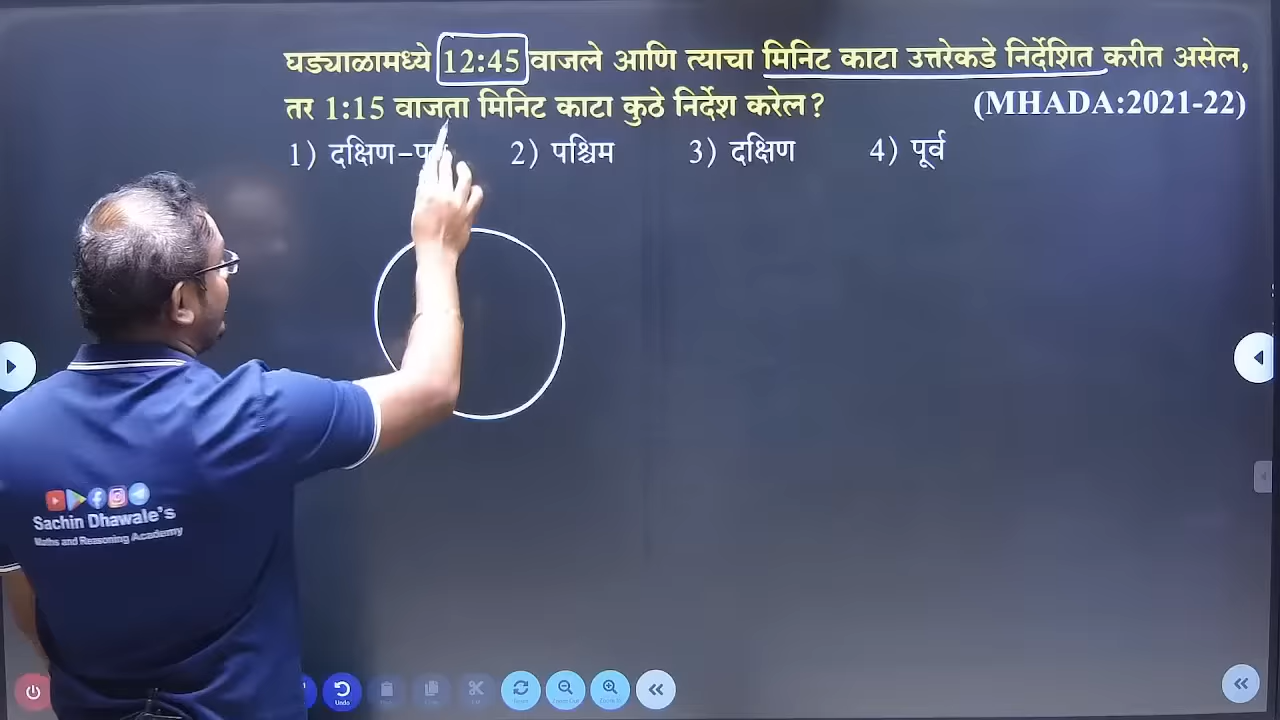 घड्याळामध्ये 12:45 वाजले आणि त्याचा मिनिट काटा उत्तरेकडे निर्देशित करीत असेल,
तर 1:15 वाजता मिनिट काटा कुठे निर्देश करेल? (MHADA:2021-22)
1) दक्षिण- 2) पश्चिम 3) दक्षिण 4) पूर्व
Sachin Dhawale's
Maths and Reasoning Academy
Undo